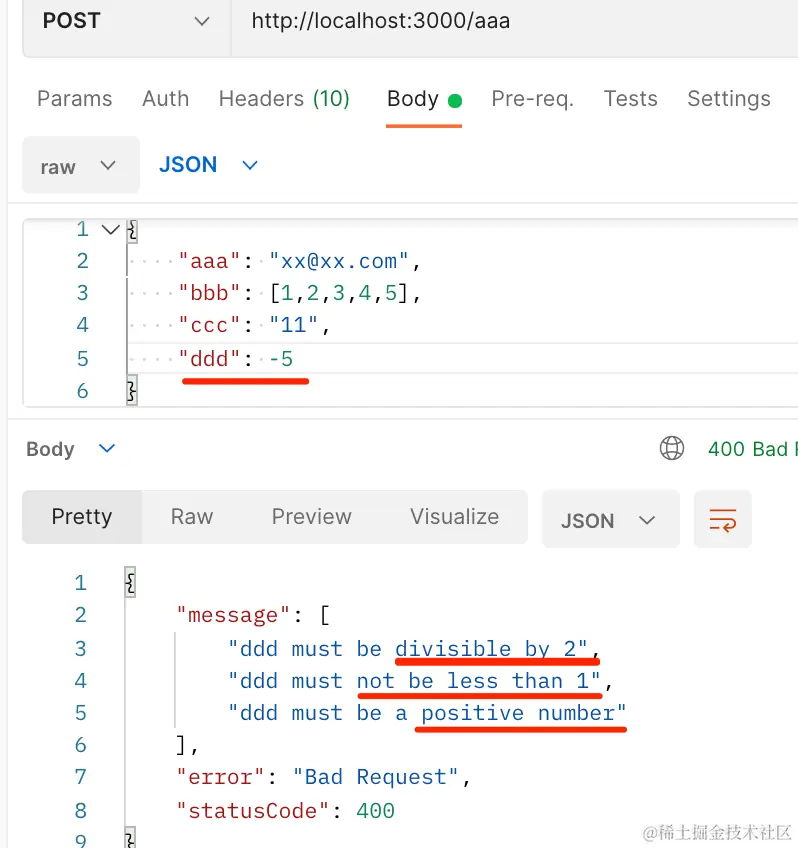 POST http://localhost:3000/aaa
Params Auth Headers (10) Body Pre-req. Tests Settings
raw JSON
1 {
2 "aaa": "xx@xx.com",
3 "bbb": [1,2,3,4,5],
4 "ccc": "11",
5 "ddd": -5
6 }
Body 400 Bad
Pretty Raw Preview Visualize JSON
1 {
2 "message": [
3 "ddd must be divisible by 2",
4 "ddd must not be less than 1",
5 "ddd must be a positive number"
6 ],
7 "error": "Bad Request",
8 "statusCode": 400
9 }
@稀土掘金技术社区